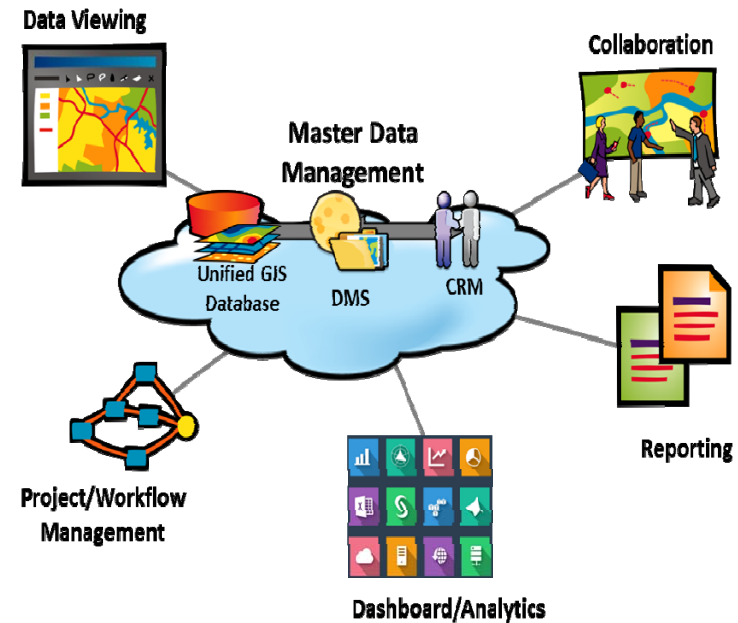 Data Viewing
Collaboration
Master Data
Management
Unified GIS
Database
DMS
CRM
Project/Workflow
Management
Reporting
Dashboard/Analytics